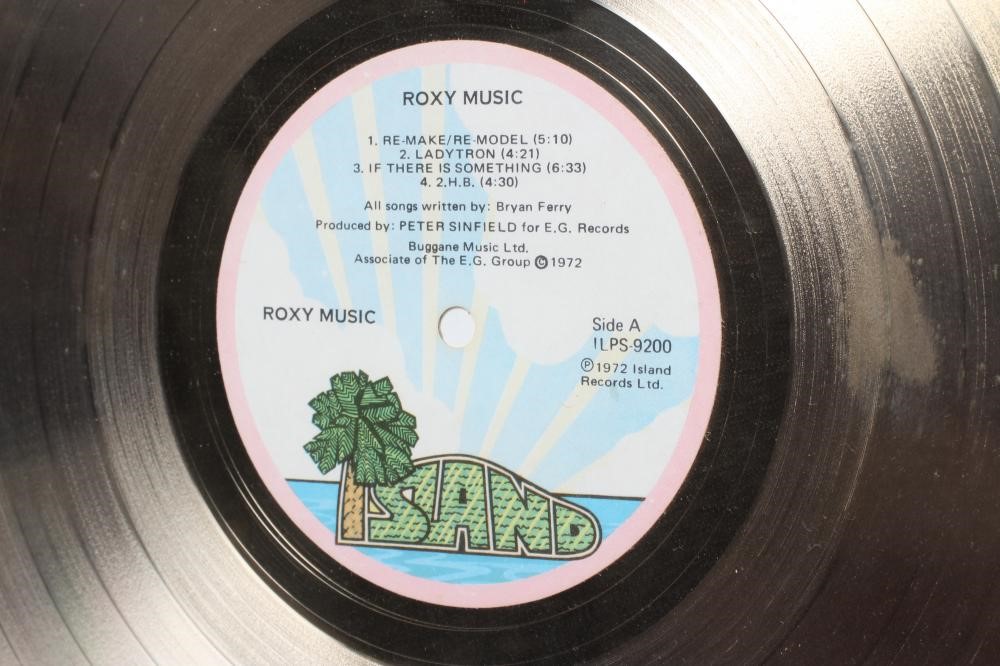 ROXY MUSIC
1. RE-MAKE/RE-MODEL (5:10)
2. LADYTRON (4:21)
3. IF THERE IS SOMETHING (6:33)
4. 2.H.B. (4:30)
All songs written by: Bryan Ferry
Produced by: PETER SINFIELD for E.G. Records
Buggane Music Ltd.
Associate of The E.G. Group ©1972
ROXY MUSIC
Side A
ILPS-9200
℗1972 Island
Records Ltd.
ISLAND